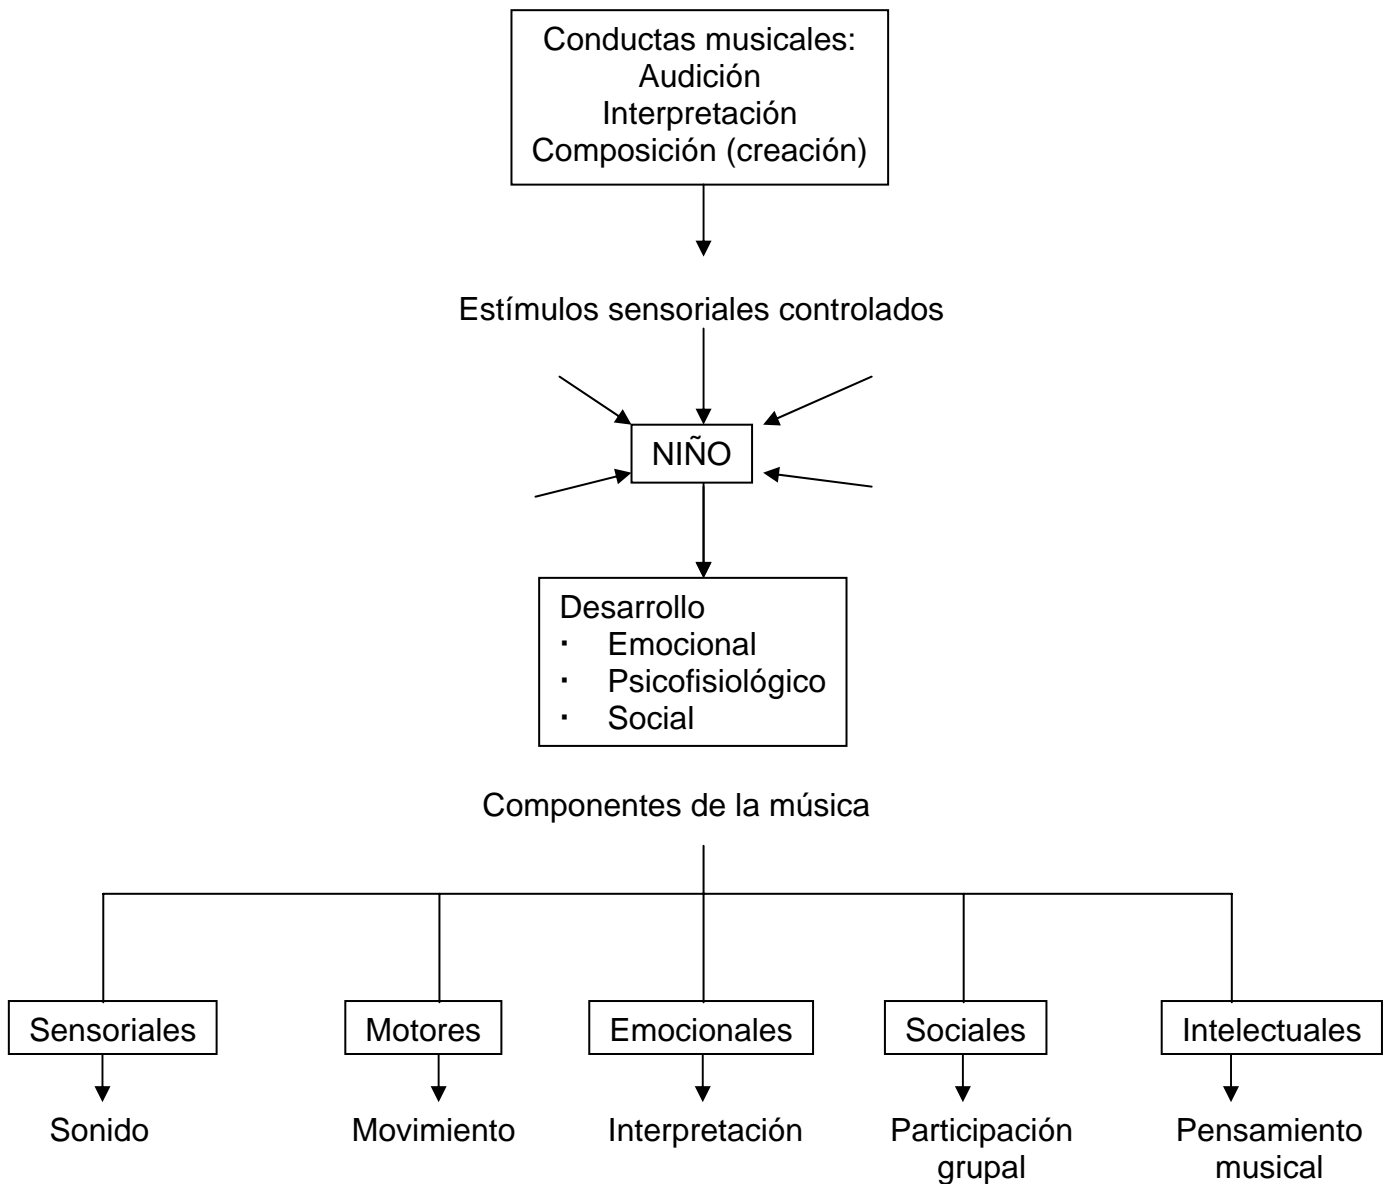 Conductas musicales:
Audición
Interpretación
Composición (creación)
Estímulos sensoriales controlados
NIÑO
Desarrollo
· Emocional
· Psicofisiológico
· Social
Componentes de la música
Sensoriales
Motores
Emocionales
Sociales
Intelectuales
Sonido
Movimiento
Interpretación
Participación
grupal
Pensamiento
musical